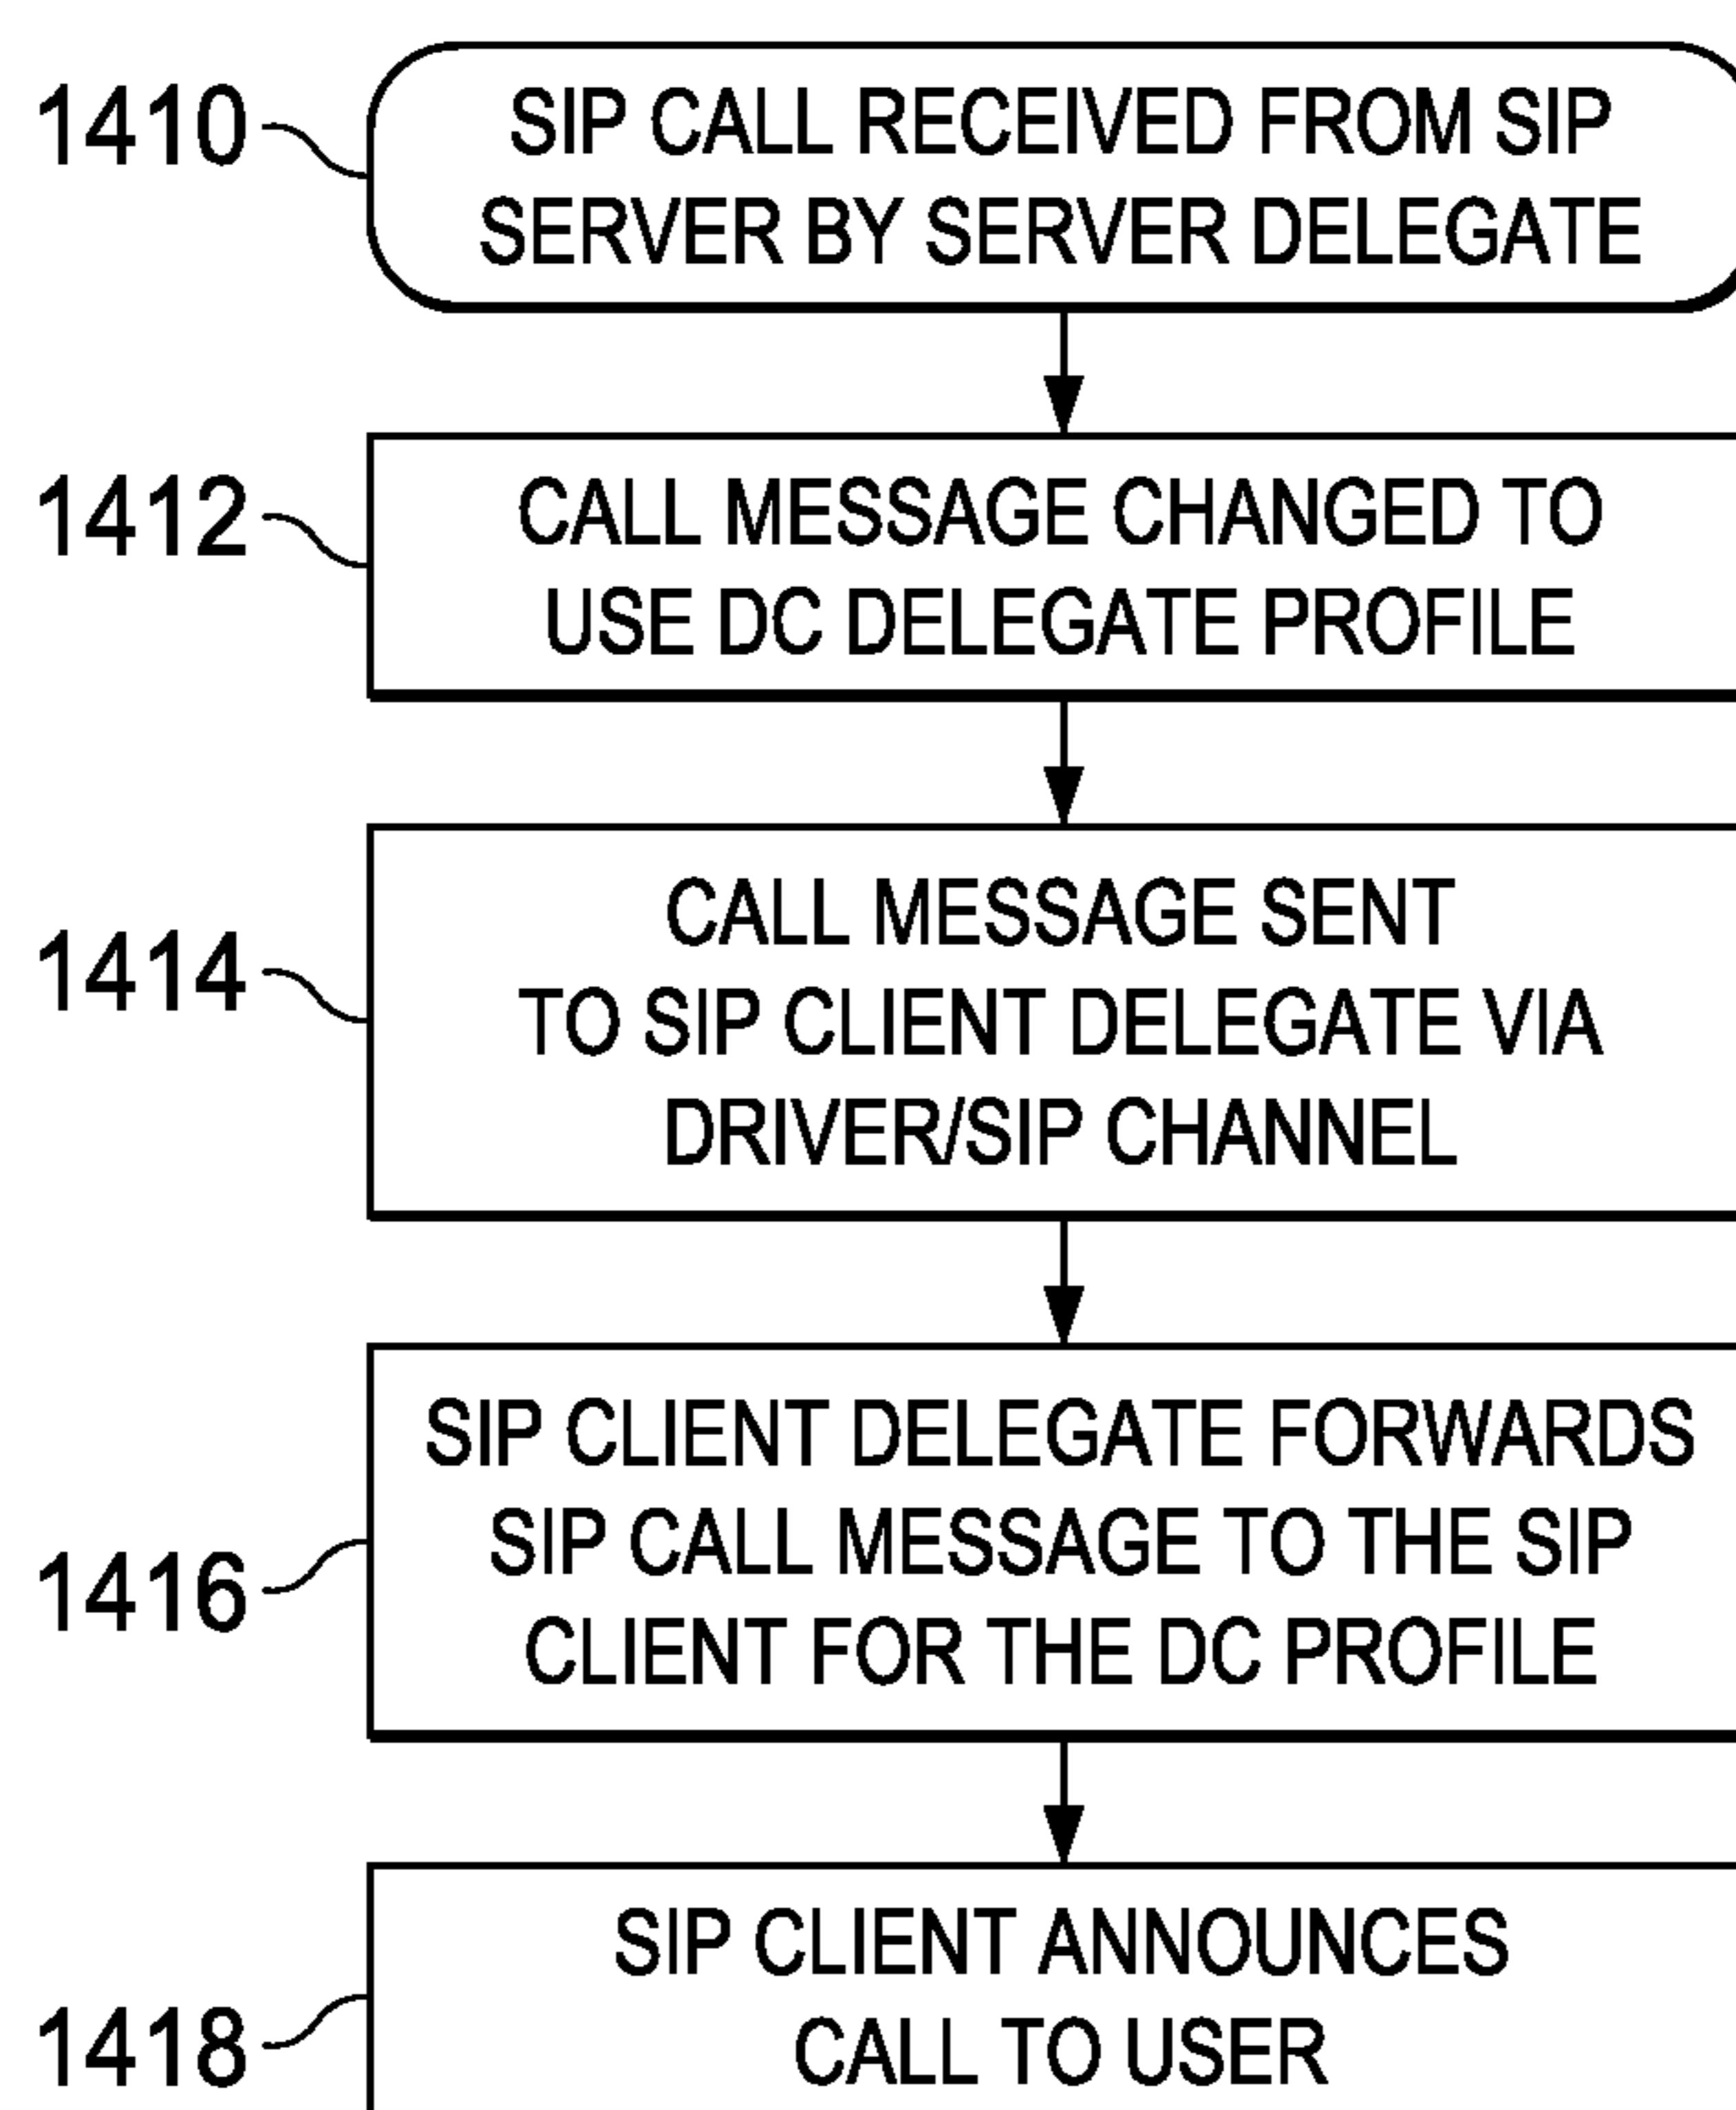 1410
SIP CALL RECEIVED FROM SIP
SERVER BY SERVER DELEGATE
1412
CALL MESSAGE CHANGED TO
USE DC DELEGATE PROFILE
1414
CALL MESSAGE SENT
TO SIP CLIENT DELEGATE VIA
DRIVER/SIP CHANNEL
1416
SIP CLIENT DELEGATE FORWARDS
SIP CALL MESSAGE TO THE SIP
CLIENT FOR THE DC PROFILE
1418
SIP CLIENT ANNOUNCES
CALL TO USER